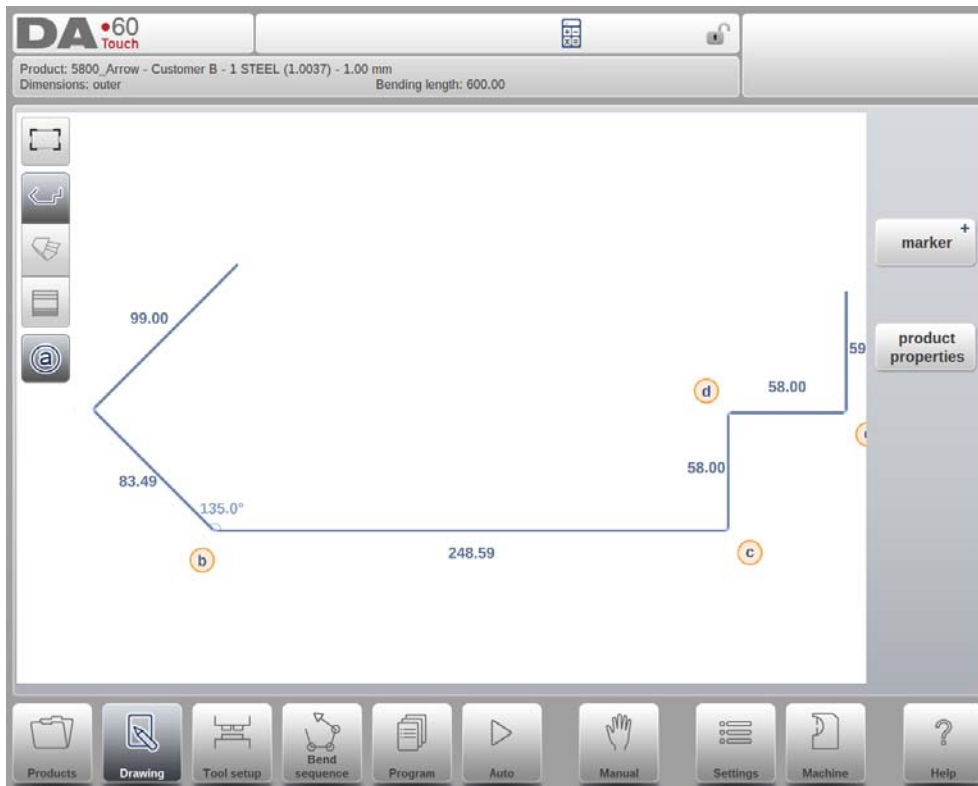 DA•60
Touch
Product: 5800_Arrow - Customer B - 1 STEEL (1.0037) - 1.00 mm
Dimensions: outer Bending length: 600.00
marker +
99.00
a
product
properties
59
58.00
d
58.00
83.49
135.0°
248.59
b
c
Products
Drawing
Tool setup
Bend
sequence
Program
Auto
Manual
Settings
Machine
Help